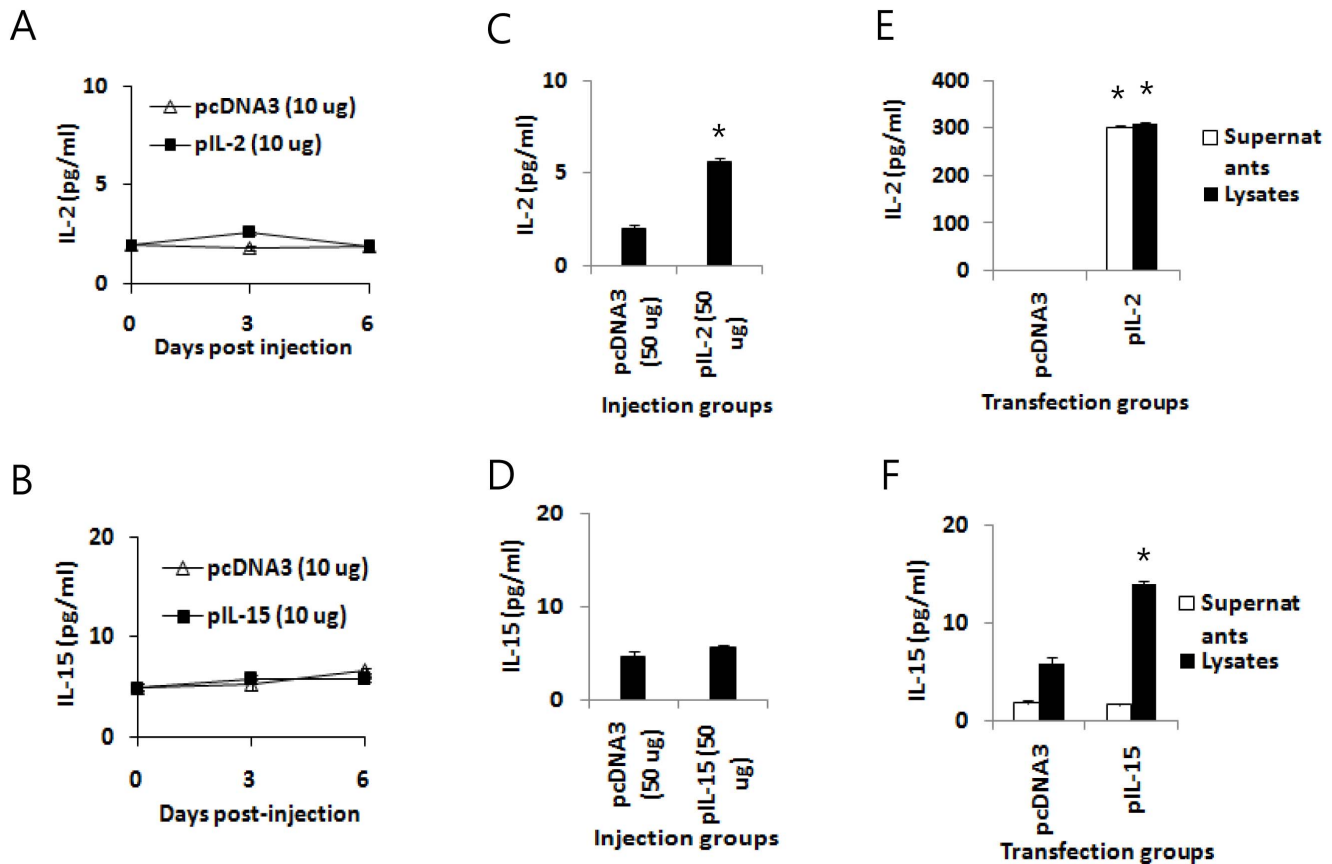 A
10
5
0
IL-2 (pg/ml)
pcDNA3 (10 ug)
pIL-2 (10 ug)
0 3 6
Days post injection
C
10
5
0
IL-2 (pg/ml)
*
pcDNA3
(50 ug)
pIL-2 (50
ug)
Injection groups
E
400
300
200
100
0
IL-2 (pg/ml)
* *
Supernat
ants
Lysates
pcDNA3
pIL-2
Transfection groups
B
20
10
0
IL-15 (pg/ml)
pcDNA3 (10 ug)
pIL-15 (10 ug)
0 3 6
Days post-injection
D
20
10
0
IL-15 (pg/ml)
pcDNA3
(50 ug)
pIL-15 (50
ug)
Injection groups
F
20
10
0
IL-15 (pg/ml)
*
Supernat
ants
Lysates
pcDNA3
pIL-15
Transfection groups